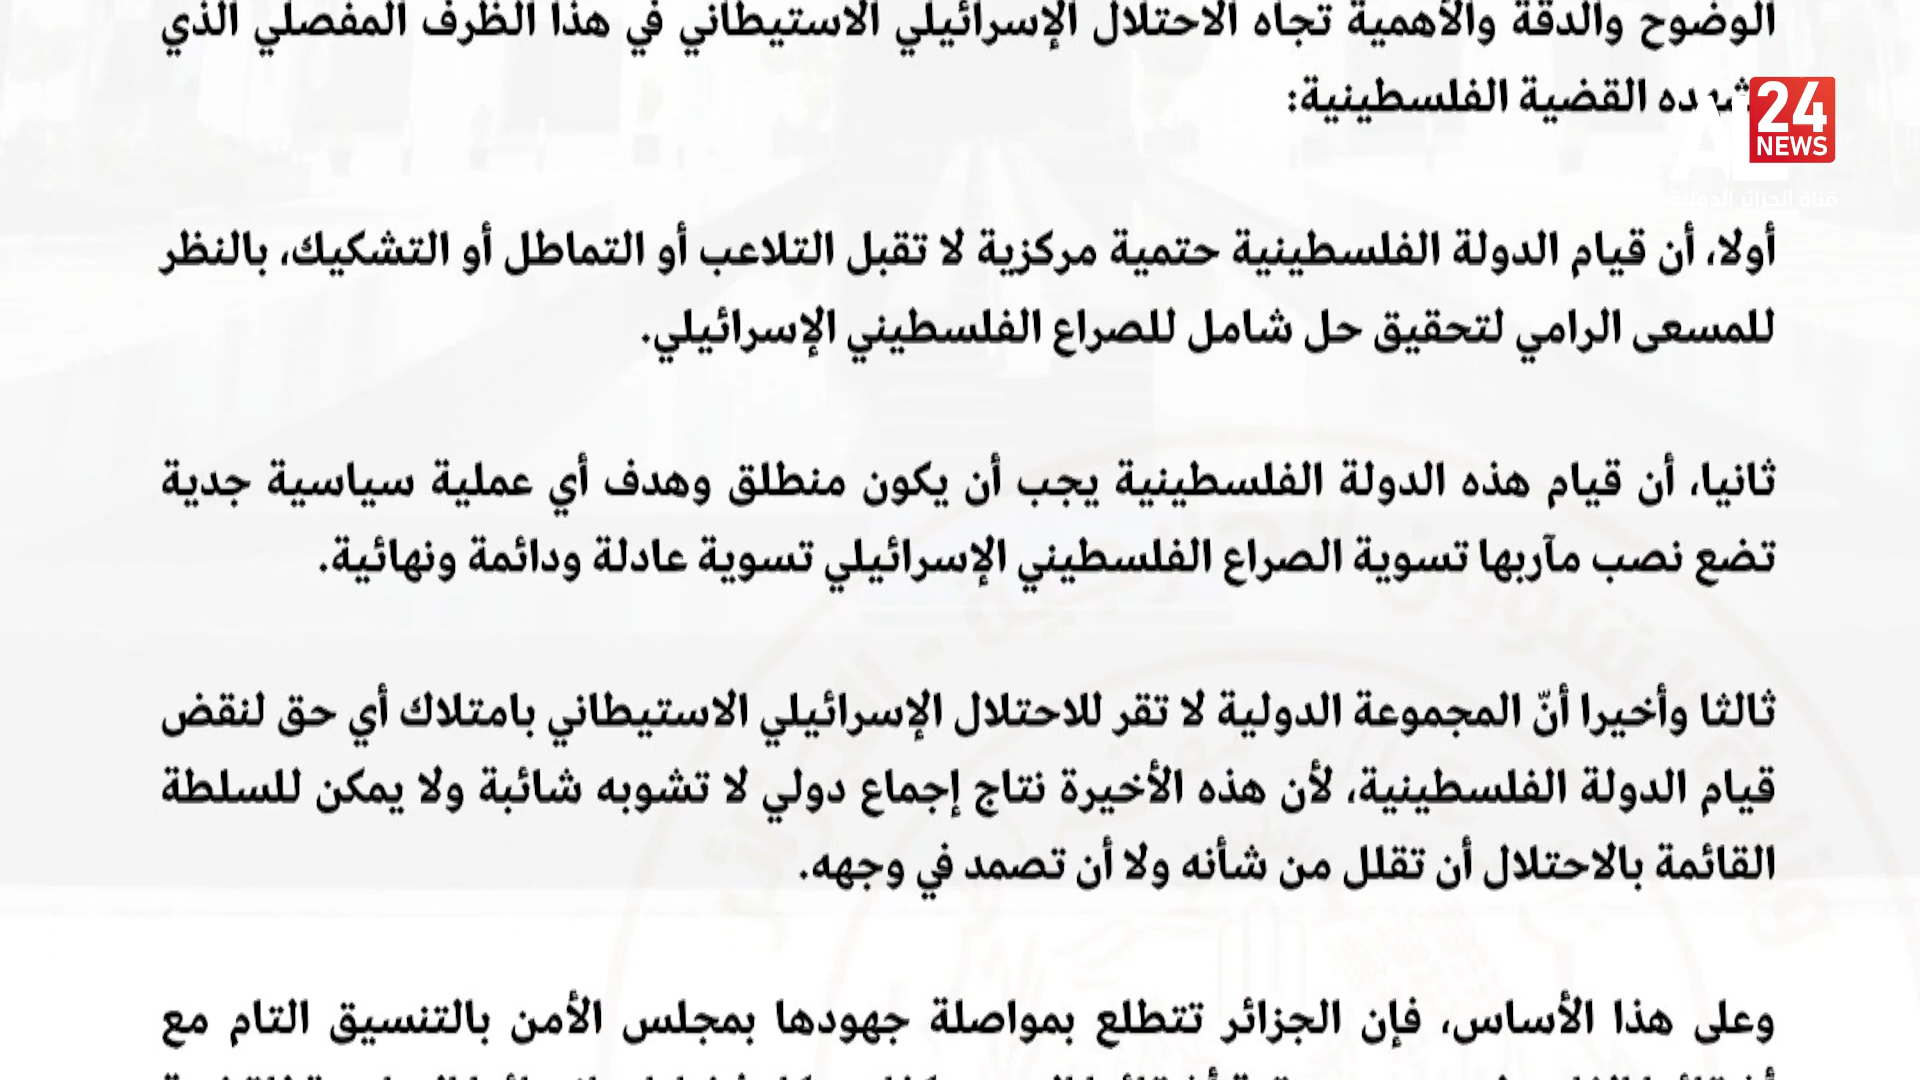 الوضوح والدقة والأهمية تجاه الاحتلال الإسرائيلي الاستيطاني في هذا الظرف المفصلي الذي
القضية الفلسطينية:
24
NEWS
قناة الجزائر الدولية
أولا، أن قيام الدولة الفلسطينية حتمية مركزية لا تقبل التلاعب أو التماطل أو التشكيك، بالنظر
للمسعى الرامي لتحقيق حل شامل للصراع الفلسطيني الإسرائيلي.
ثانيا، أن قيام هذه الدولة الفلسطينية يجب أن يكون منطلق وهدف أي عملية سياسية جدية
تضع نصب مآربها تسوية الصراع الفلسطيني الإسرائيلي تسوية عادلة ودائمة ونهائية.
ثالثا وأخيرا أنّ المجموعة الدولية لا تقر للاحتلال الإسرائيلي الاستيطاني بامتلاك أي حق لنقض
قيام الدولة الفلسطينية، لأن هذه الأخيرة نتاج إجماع دولي لا تشوبه شائبة ولا يمكن للسلطة
القائمة بالاحتلال أن تقلل من شأنه ولا أن تصمد في وجهه.
وعلى هذا الأساس، فإن الجزائر تتطلع بمواصلة جهودها بمجلس الأمن بالتنسيق التام مع